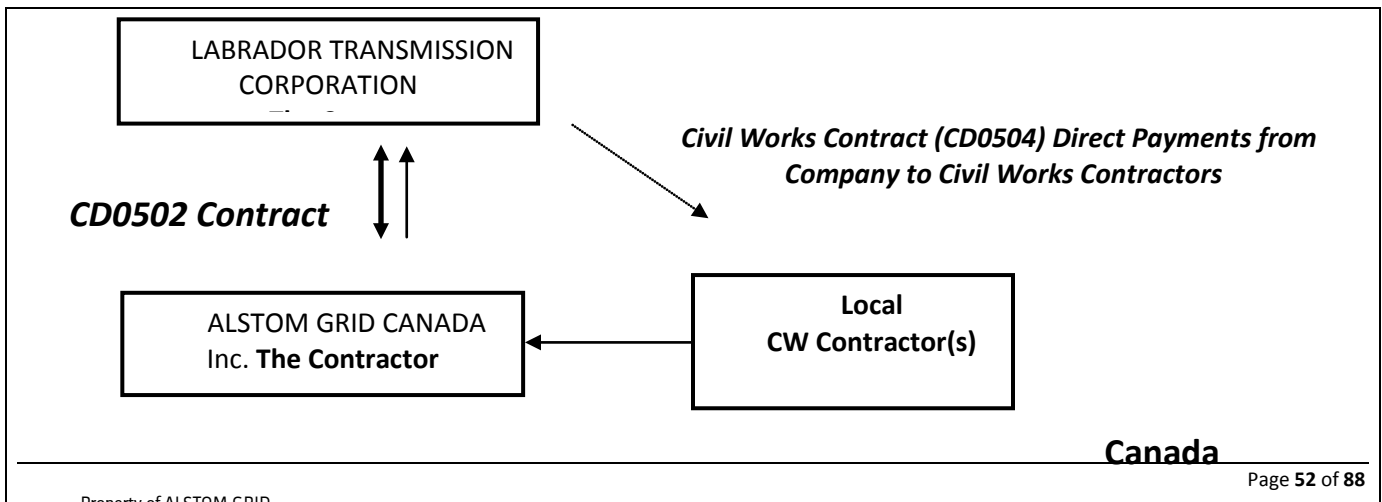 LABRADOR TRANSMISSION
CORPORATION
Civil Works Contract (CD0504) Direct Payments from
Company to Civil Works Contractors
CD0502 Contract
ALSTOM GRID CANADA
Inc. The Contractor
Local
CW Contractor(s)
Canada
Page 52 of 88
Property of ALSTOM GRID